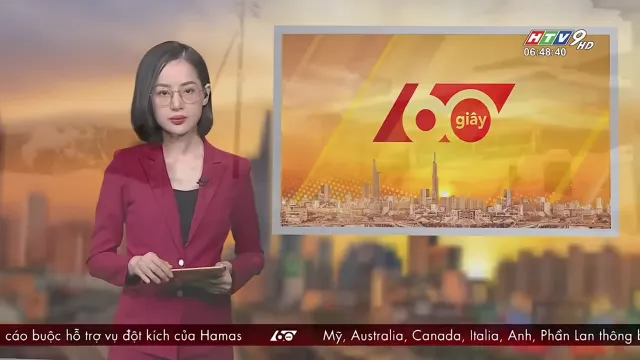 HTV9 HD
06:48:40
60 giây
cáo buộc hỗ trợ vụ đột kích của Hamas 60 Mỹ, Australia, Canada, Italia, Anh, Phần Lan thông